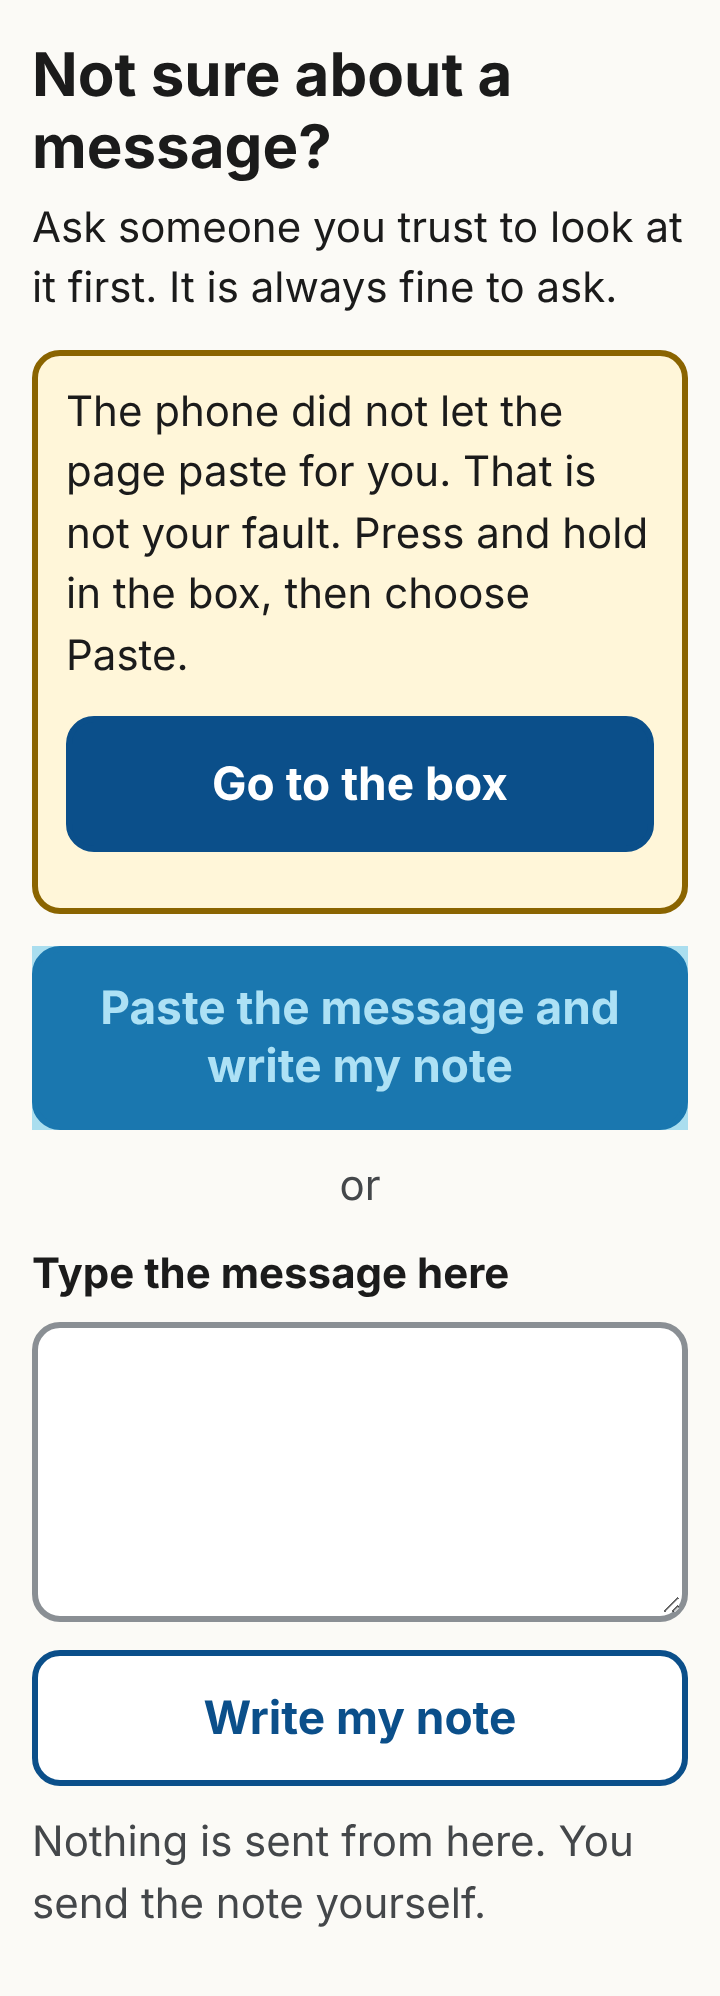 Not sure about a
message?
Ask someone you trust to look at
it first. It is always fine to ask.
The phone did not let the
page paste for you. That is
not your fault. Press and hold
in the box, then choose
Paste.
Go to the box
Paste the message and
write my note
or
Type the message here
Write my note
Nothing is sent from here. You
send the note yourself.